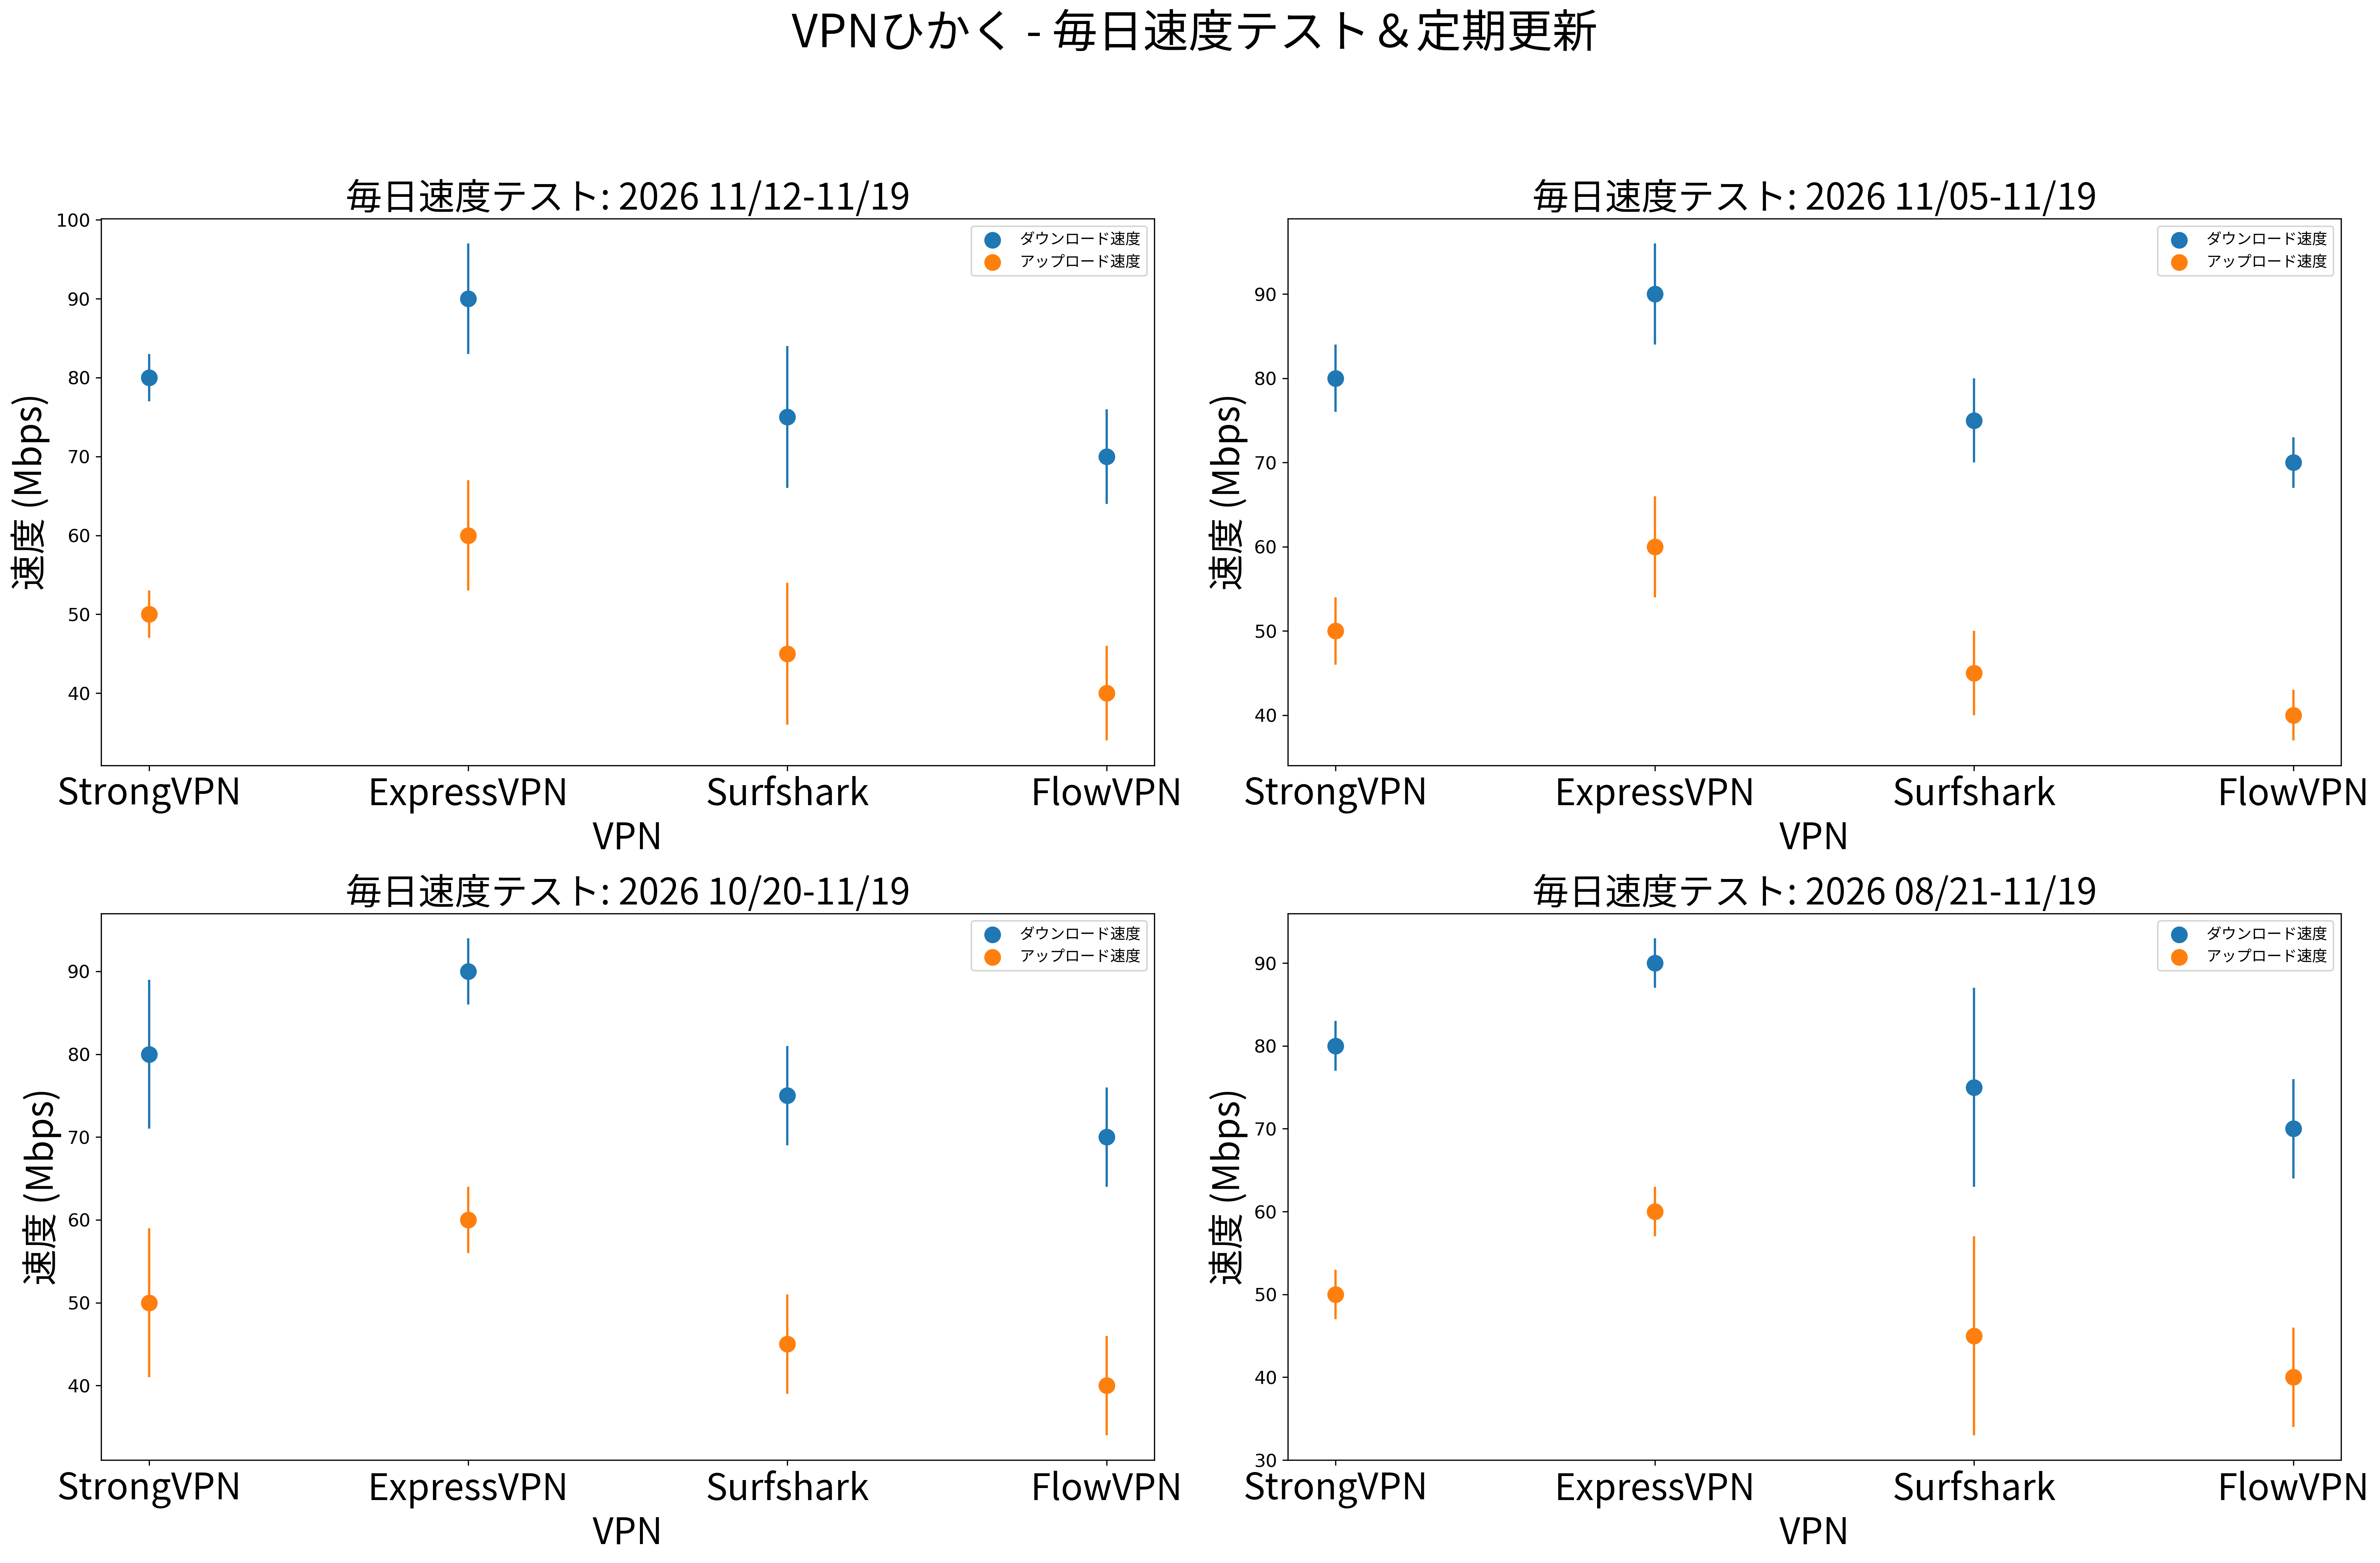 VPNひかく - 毎日速度テスト＆定期更新
毎日速度テスト: 2026 11/12-11/19
ダウンロード速度
アップロード速度
速度 (Mbps)
100
90
80
70
60
50
40
StrongVPN ExpressVPN Surfshark FlowVPN
VPN
毎日速度テスト: 2026 11/05-11/19
ダウンロード速度
アップロード速度
速度 (Mbps)
90
80
70
60
50
40
StrongVPN ExpressVPN Surfshark FlowVPN
VPN
毎日速度テスト: 2026 10/20-11/19
ダウンロード速度
アップロード速度
速度 (Mbps)
90
80
70
60
50
40
StrongVPN ExpressVPN Surfshark FlowVPN
VPN
毎日速度テスト: 2026 08/21-11/19
ダウンロード速度
アップロード速度
速度 (Mbps)
90
80
70
60
50
40
30
StrongVPN ExpressVPN Surfshark FlowVPN
VPN